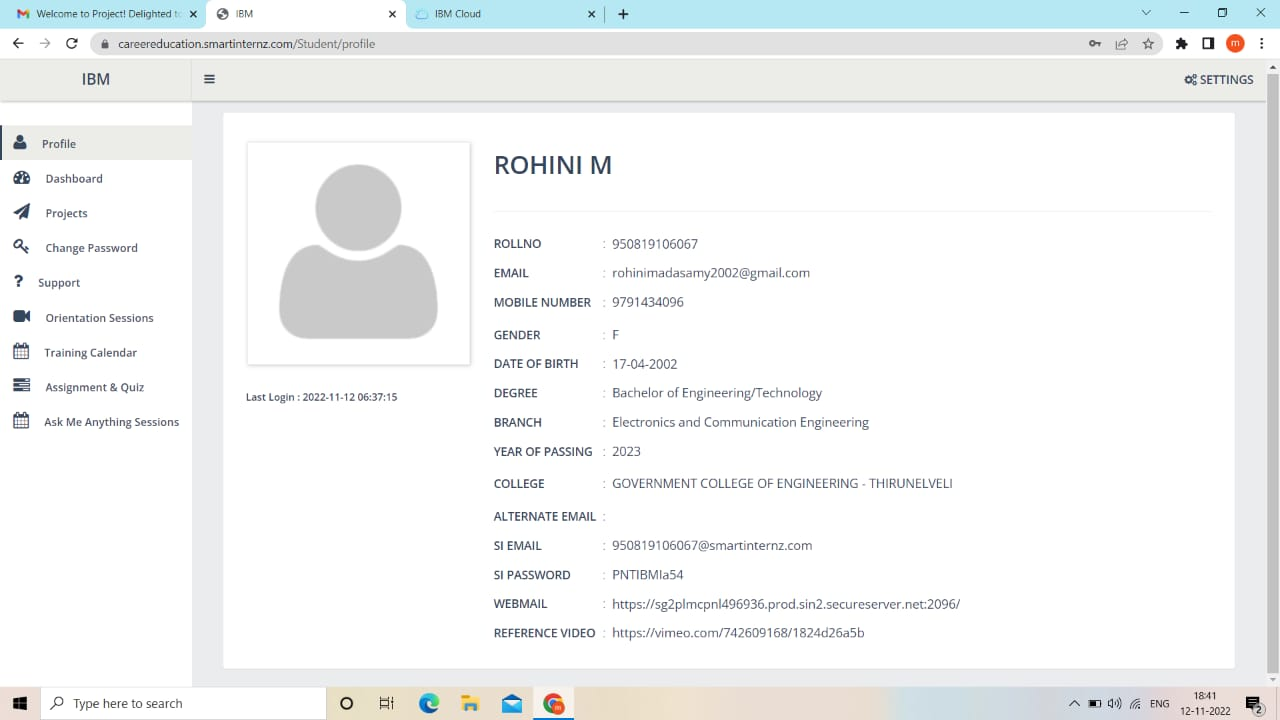 Welcome to Project Delighted to
IBM
IBM Cloud
careereducation.smartinternz.com/Student/profile
m
IBM
SETTINGS
Profile
Dashboard
Projects
Change Password
Support
Orientation Sessions
Training Calendar
Assignment & Quiz
Ask Me Anything Sessions
Last Login : 2022-11-12 06:37:15
ROHINI M
ROLLNO : 950819106067
EMAIL : rohinimadasamy2002@gmail.com
MOBILE NUMBER : 9791434096
GENDER : F
DATE OF BIRTH : 17-04-2002
DEGREE : Bachelor of Engineering/Technology
BRANCH : Electronics and Communication Engineering
YEAR OF PASSING : 2023
COLLEGE : GOVERNMENT COLLEGE OF ENGINEERING - THIRUNELVELI
ALTERNATE EMAIL :
SI EMAIL : 950819106067@smartinternz.com
SI PASSWORD : PNTIBMIa54
WEBMAIL : https://sg2plmcpnl496936.prod.sin2.secureserver.net:2096/
REFERENCE VIDEO : https://vimeo.com/742609168/1824d26a5b
Type here to search
ENG
18:41
12-11-2022
2